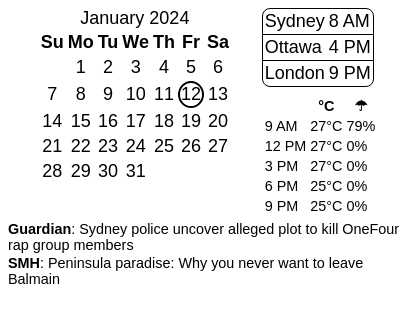 January 2024
Su Mo Tu We Th Fr Sa
1 2 3 4 5 6
7 8 9 10 11 12 13
14 15 16 17 18 19 20
21 22 23 24 25 26 27
28 29 30 31
Sydney 8 AM
Ottawa 4 PM
London 9 PM
°C ☂
9 AM 27°C 79%
12 PM 27°C 0%
3 PM 27°C 0%
6 PM 25°C 0%
9 PM 25°C 0%
Guardian: Sydney police uncover alleged plot to kill OneFour
rap group members
SMH: Peninsula paradise: Why you never want to leave
Balmain